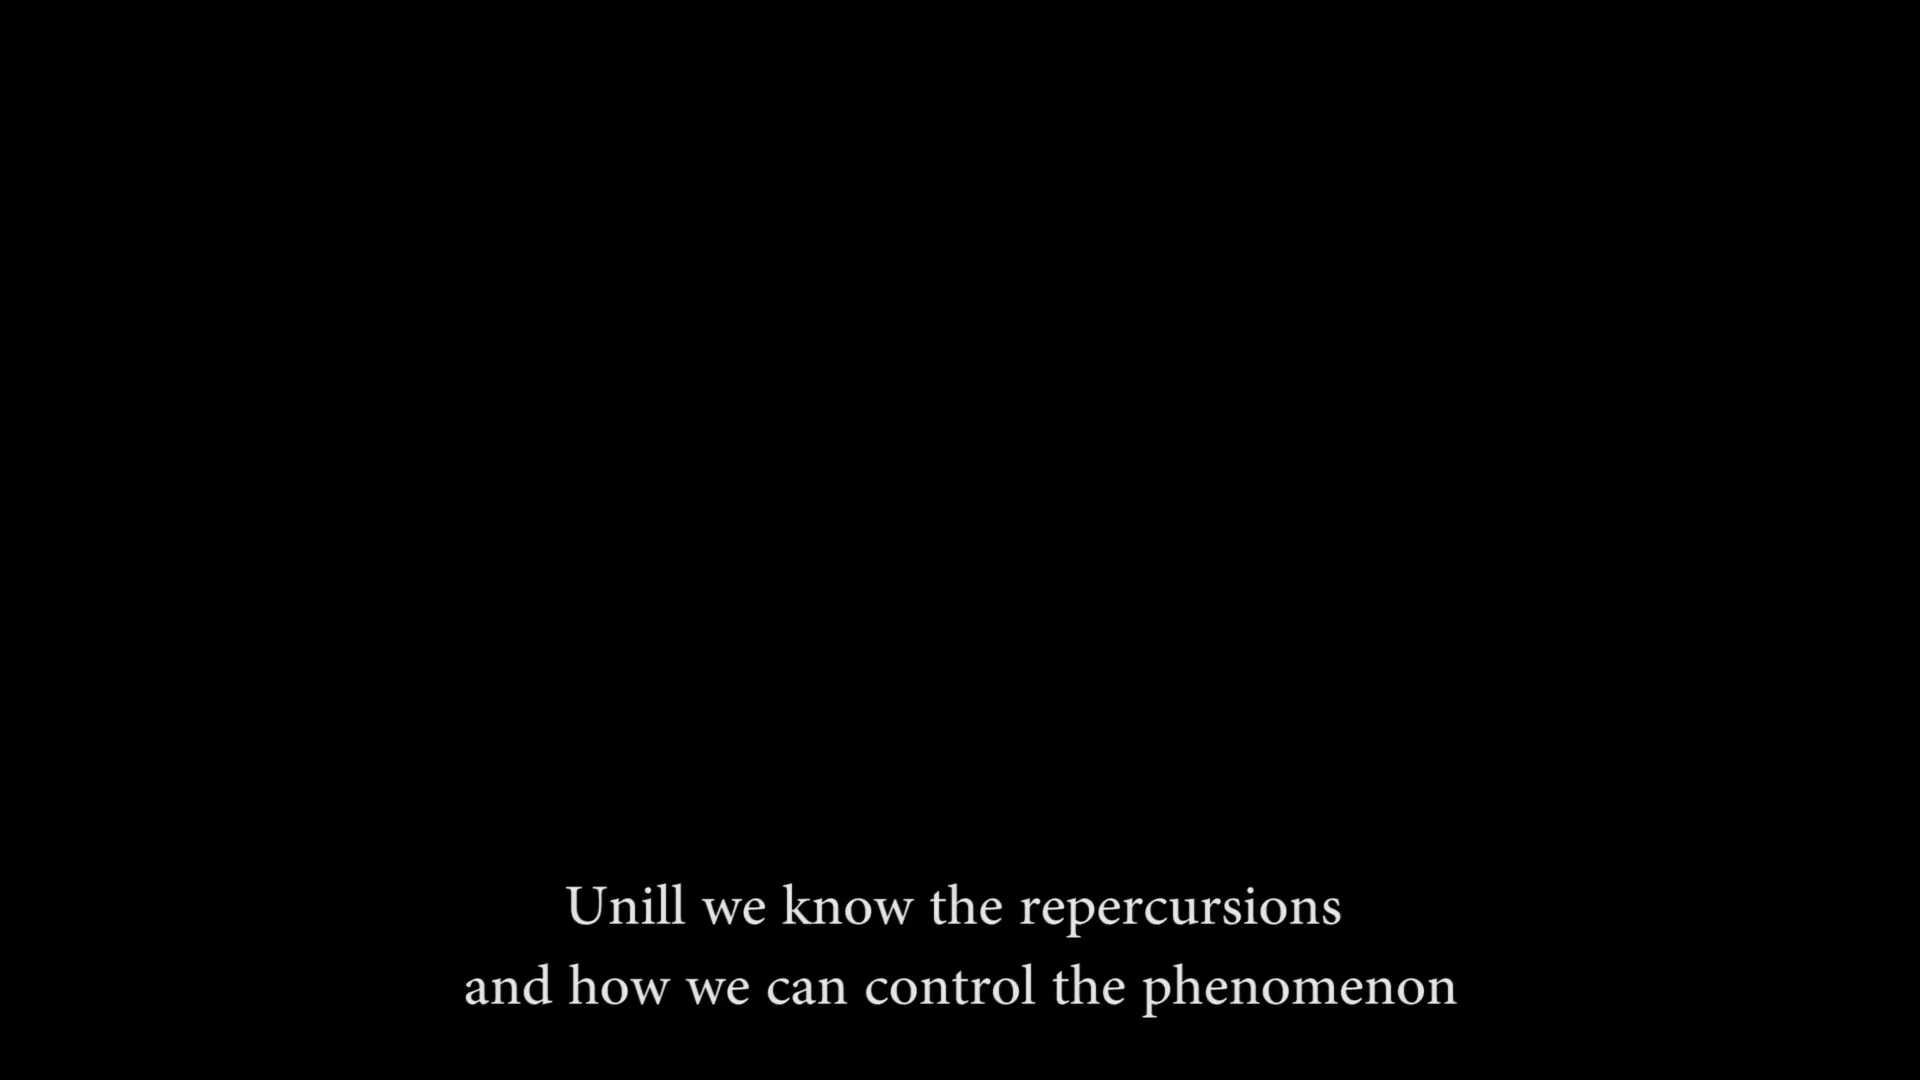 Unill we know the repercursions
and how we can control the phenomenon